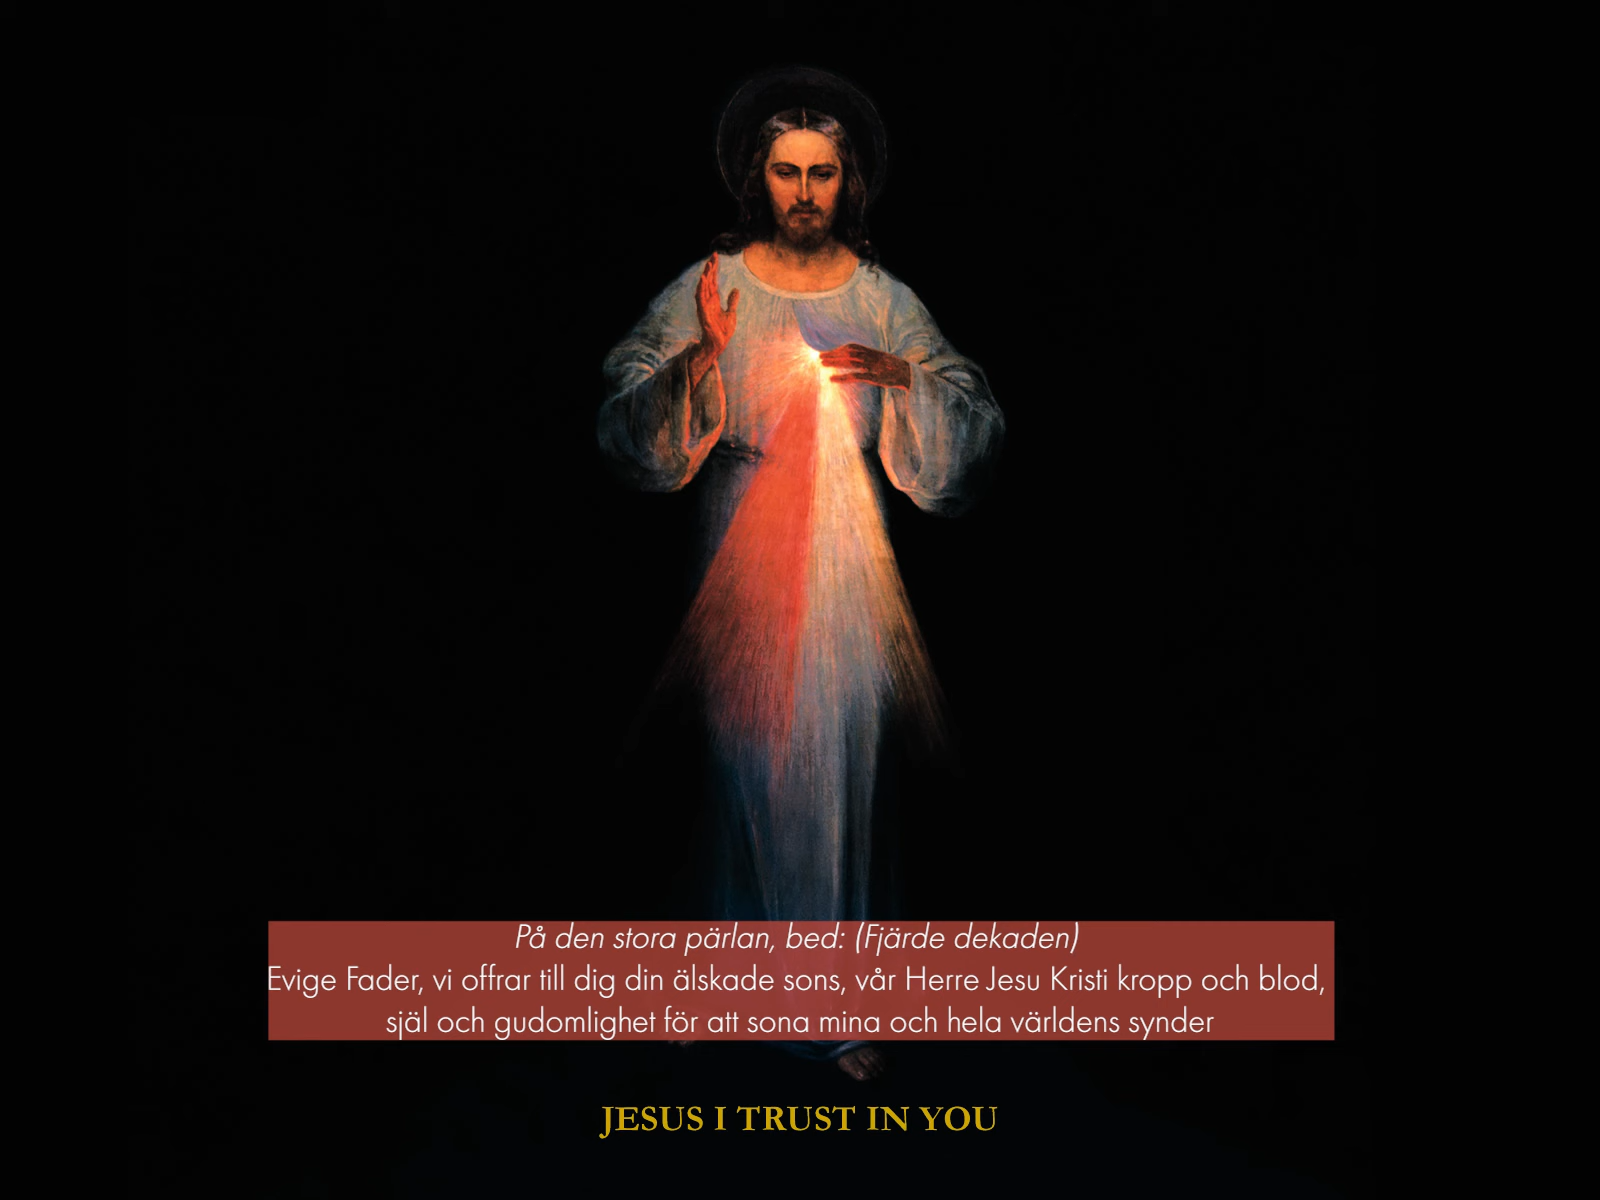 På den stora pärlan, bed: (Fjärde dekaden)
Evige Fader, vi offrar till dig din älskade sons, vår Herre Jesu Kristi kropp och blod,
själ och gudomlighet för att sona mina och hela världens synder
JESUS I TRUST IN YOU